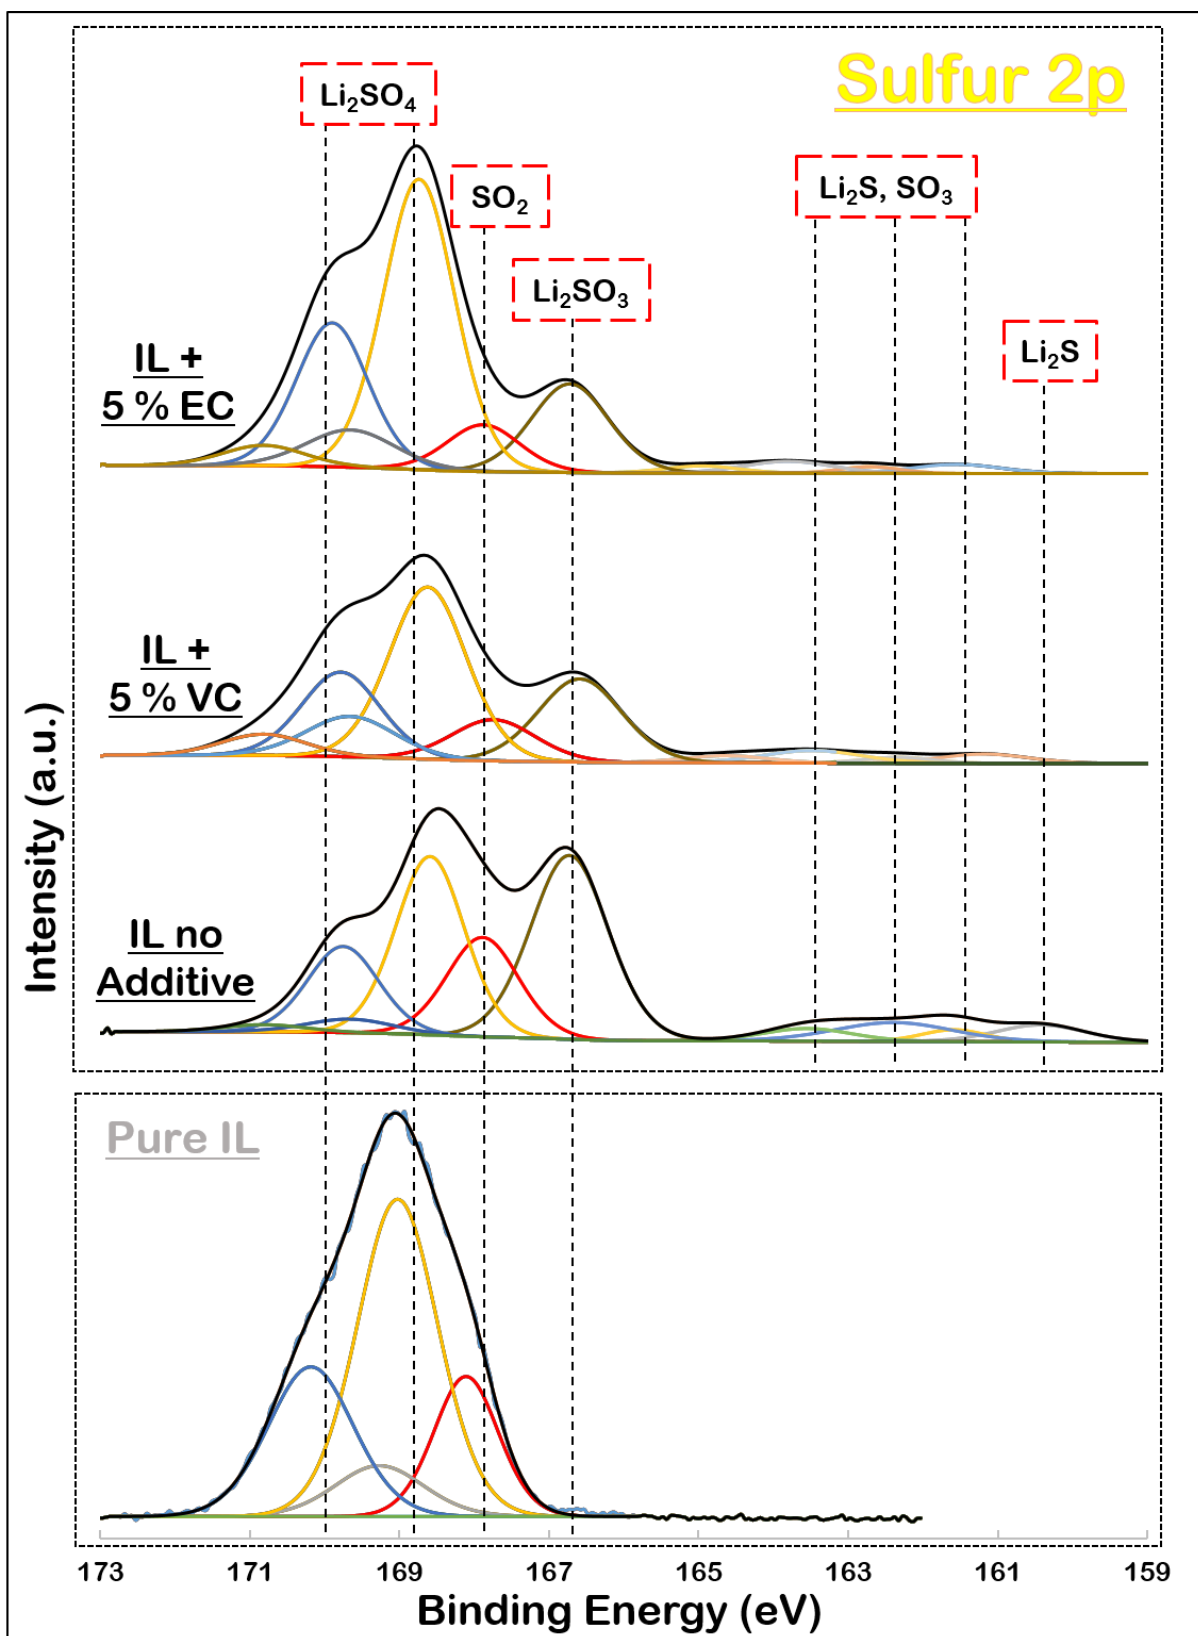 Sulfur 2p
Li₂SO₄
SO₂
Li₂S, SO₃
Li₂SO₃
Li₂S
IL +
5 % EC
IL +
5 % VC
IL no
Additive
Pure IL
Intensity (a.u.)
173 171 169 167 165 163 161 159
Binding Energy (eV)